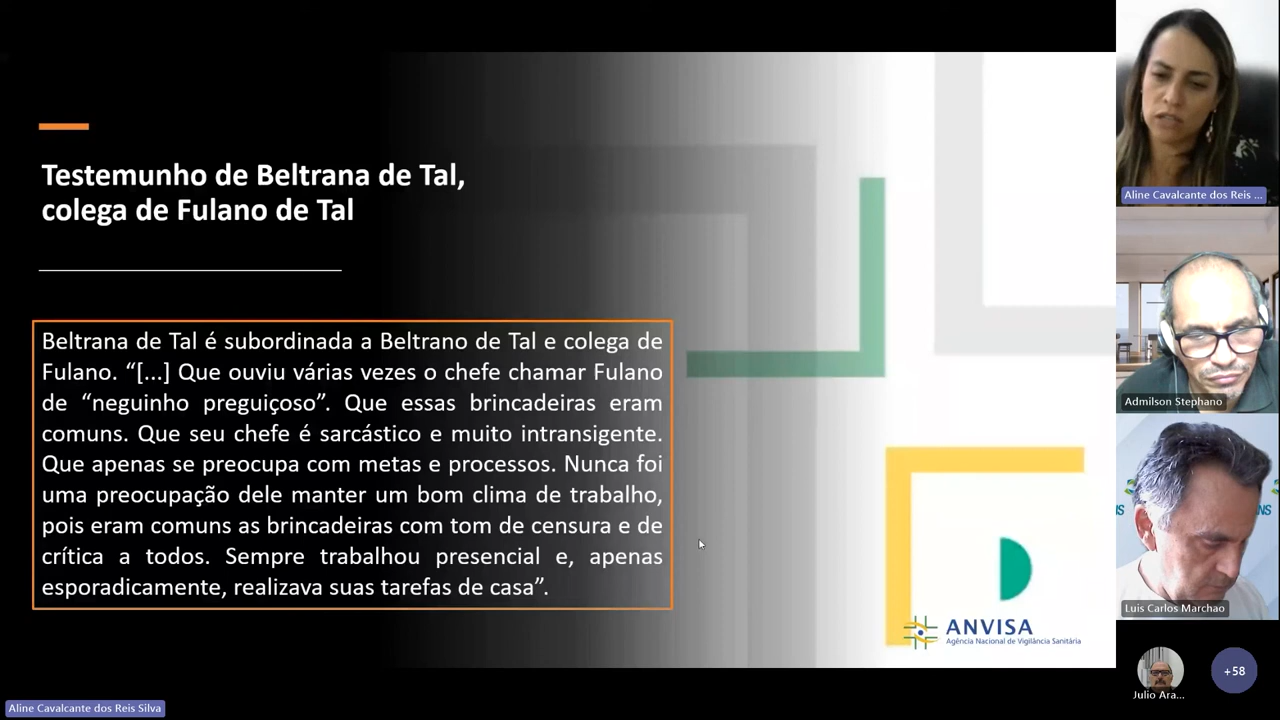 Testemunho de Beltrana de Tal,
colega de Fulano de Tal
Beltrana de Tal é subordinada a Beltrano de Tal e colega de
Fulano. “[...] Que ouviu várias vezes o chefe chamar Fulano
de “neguinho preguiçoso”. Que essas brincadeiras eram
comuns. Que seu chefe é sarcástico e muito intransigente.
Que apenas se preocupa com metas e processos. Nunca foi
uma preocupação dele manter um bom clima de trabalho,
pois eram comuns as brincadeiras com tom de censura e de
crítica a todos. Sempre trabalhou presencial e, apenas
esporadicamente, realizava suas tarefas de casa”.
ANVISA
Agência Nacional de Vigilância Sanitária
Aline Cavalcante dos Reis ...
Admilson Stephano
NS
Luis Carlos Marchao
Julio Ara...
+58
Aline Cavalcante dos Reis Silva